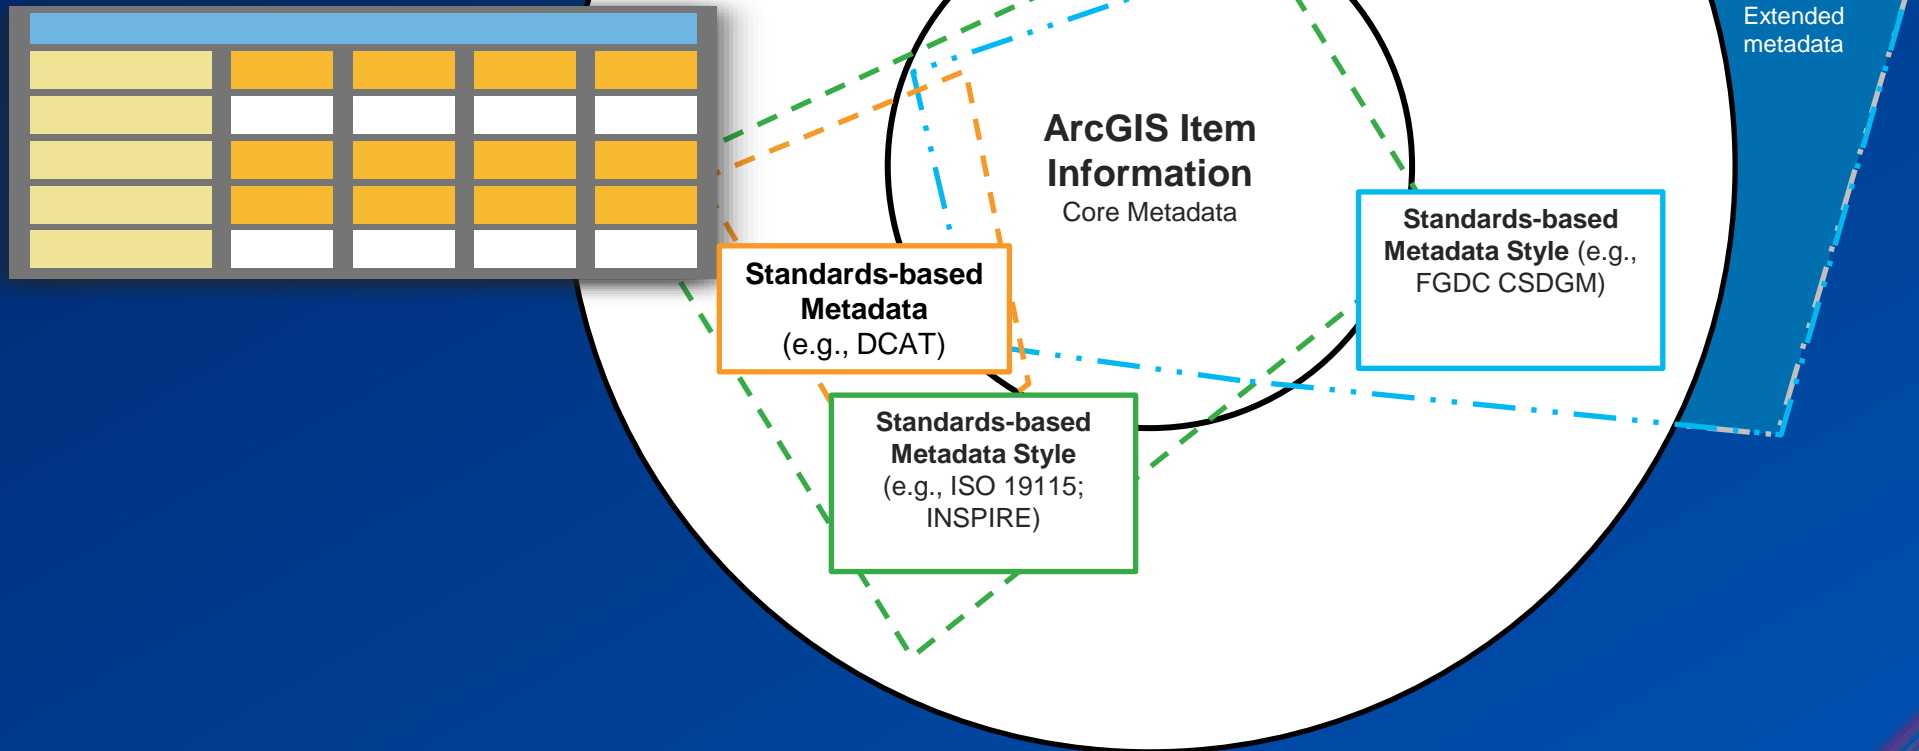 Extended
metadata
ArcGIS Item
Information
Core Metadata
Standards-based
Metadata Style (e.g.,
FGDC CSDGM)
Standards-based
Metadata
(e.g., DCAT)
Standards-based
Metadata Style
(e.g., ISO 19115;
INSPIRE)